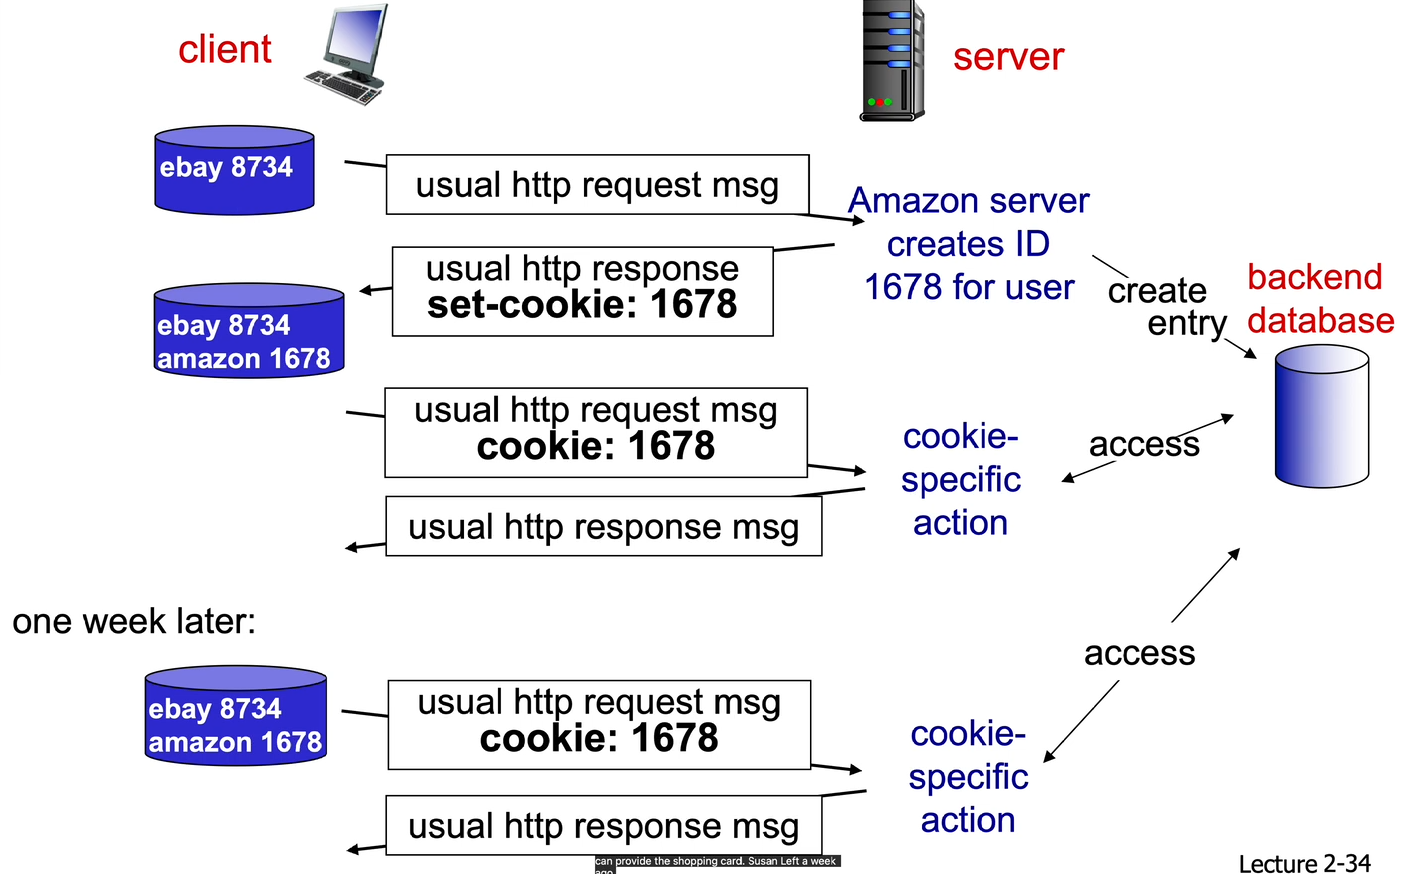 client
server
ebay 8734
usual http request msg
Amazon server
creates ID
1678 for user
usual http response
set-cookie: 1678
create
entry
backend
database
ebay 8734
amazon 1678
usual http request msg
cookie: 1678
cookie-
specific
action
access
usual http response msg
one week later:
access
ebay 8734
amazon 1678
usual http request msg
cookie: 1678
cookie-
specific
action
usual http response msg
can provide the shopping card. Susan Left a week
ago
Lecture 2-34